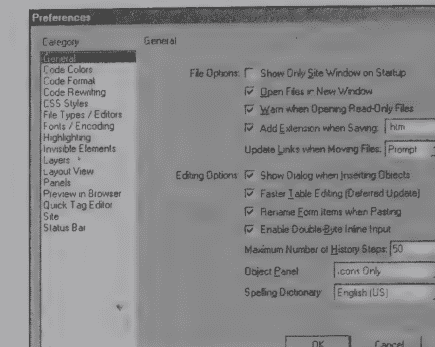 Preferences
Category
General
General
Code Colors
Code Format
Code Rewriting
CSS Styles
File Types / Editors
Fonts / Encoding
Highlighting
Invisible Elements
Layers
Layout View
Panels
Preview in Browser
Quick Tag Editor
Site
Status Bar
File Options: Show Only Site Window on Startup
Open Files in New Window
Warn when Opening Read-Only Files
Add Extension when Saving: .htm
Update Links when Moving Files: Prompt
Editing Options: Show Dialog when Inserting Objects
Faster Table Editing (Deferred Update)
Rename Form Items when Pasting
Enable Double-Byte Inline Input
Maximum Number of History Steps: 50
Object Panel Icons Only
Spelling Dictionary English (US)
OK Cancel